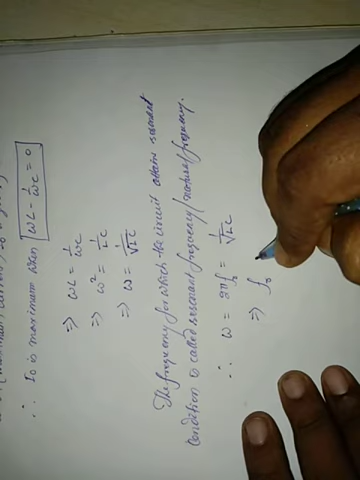 ∴ I₀ is maximum when ωL - 1/ωC = 0
⇒ ωL = 1/ωC
⇒ ω² = 1/LC
⇒ ω = 1/√LC
The frequency for which the circuit attains resonant
condition is called resonant frequency / natural frequency.
∴ ω = 2πf₀ = 1/√LC
⇒ f₀